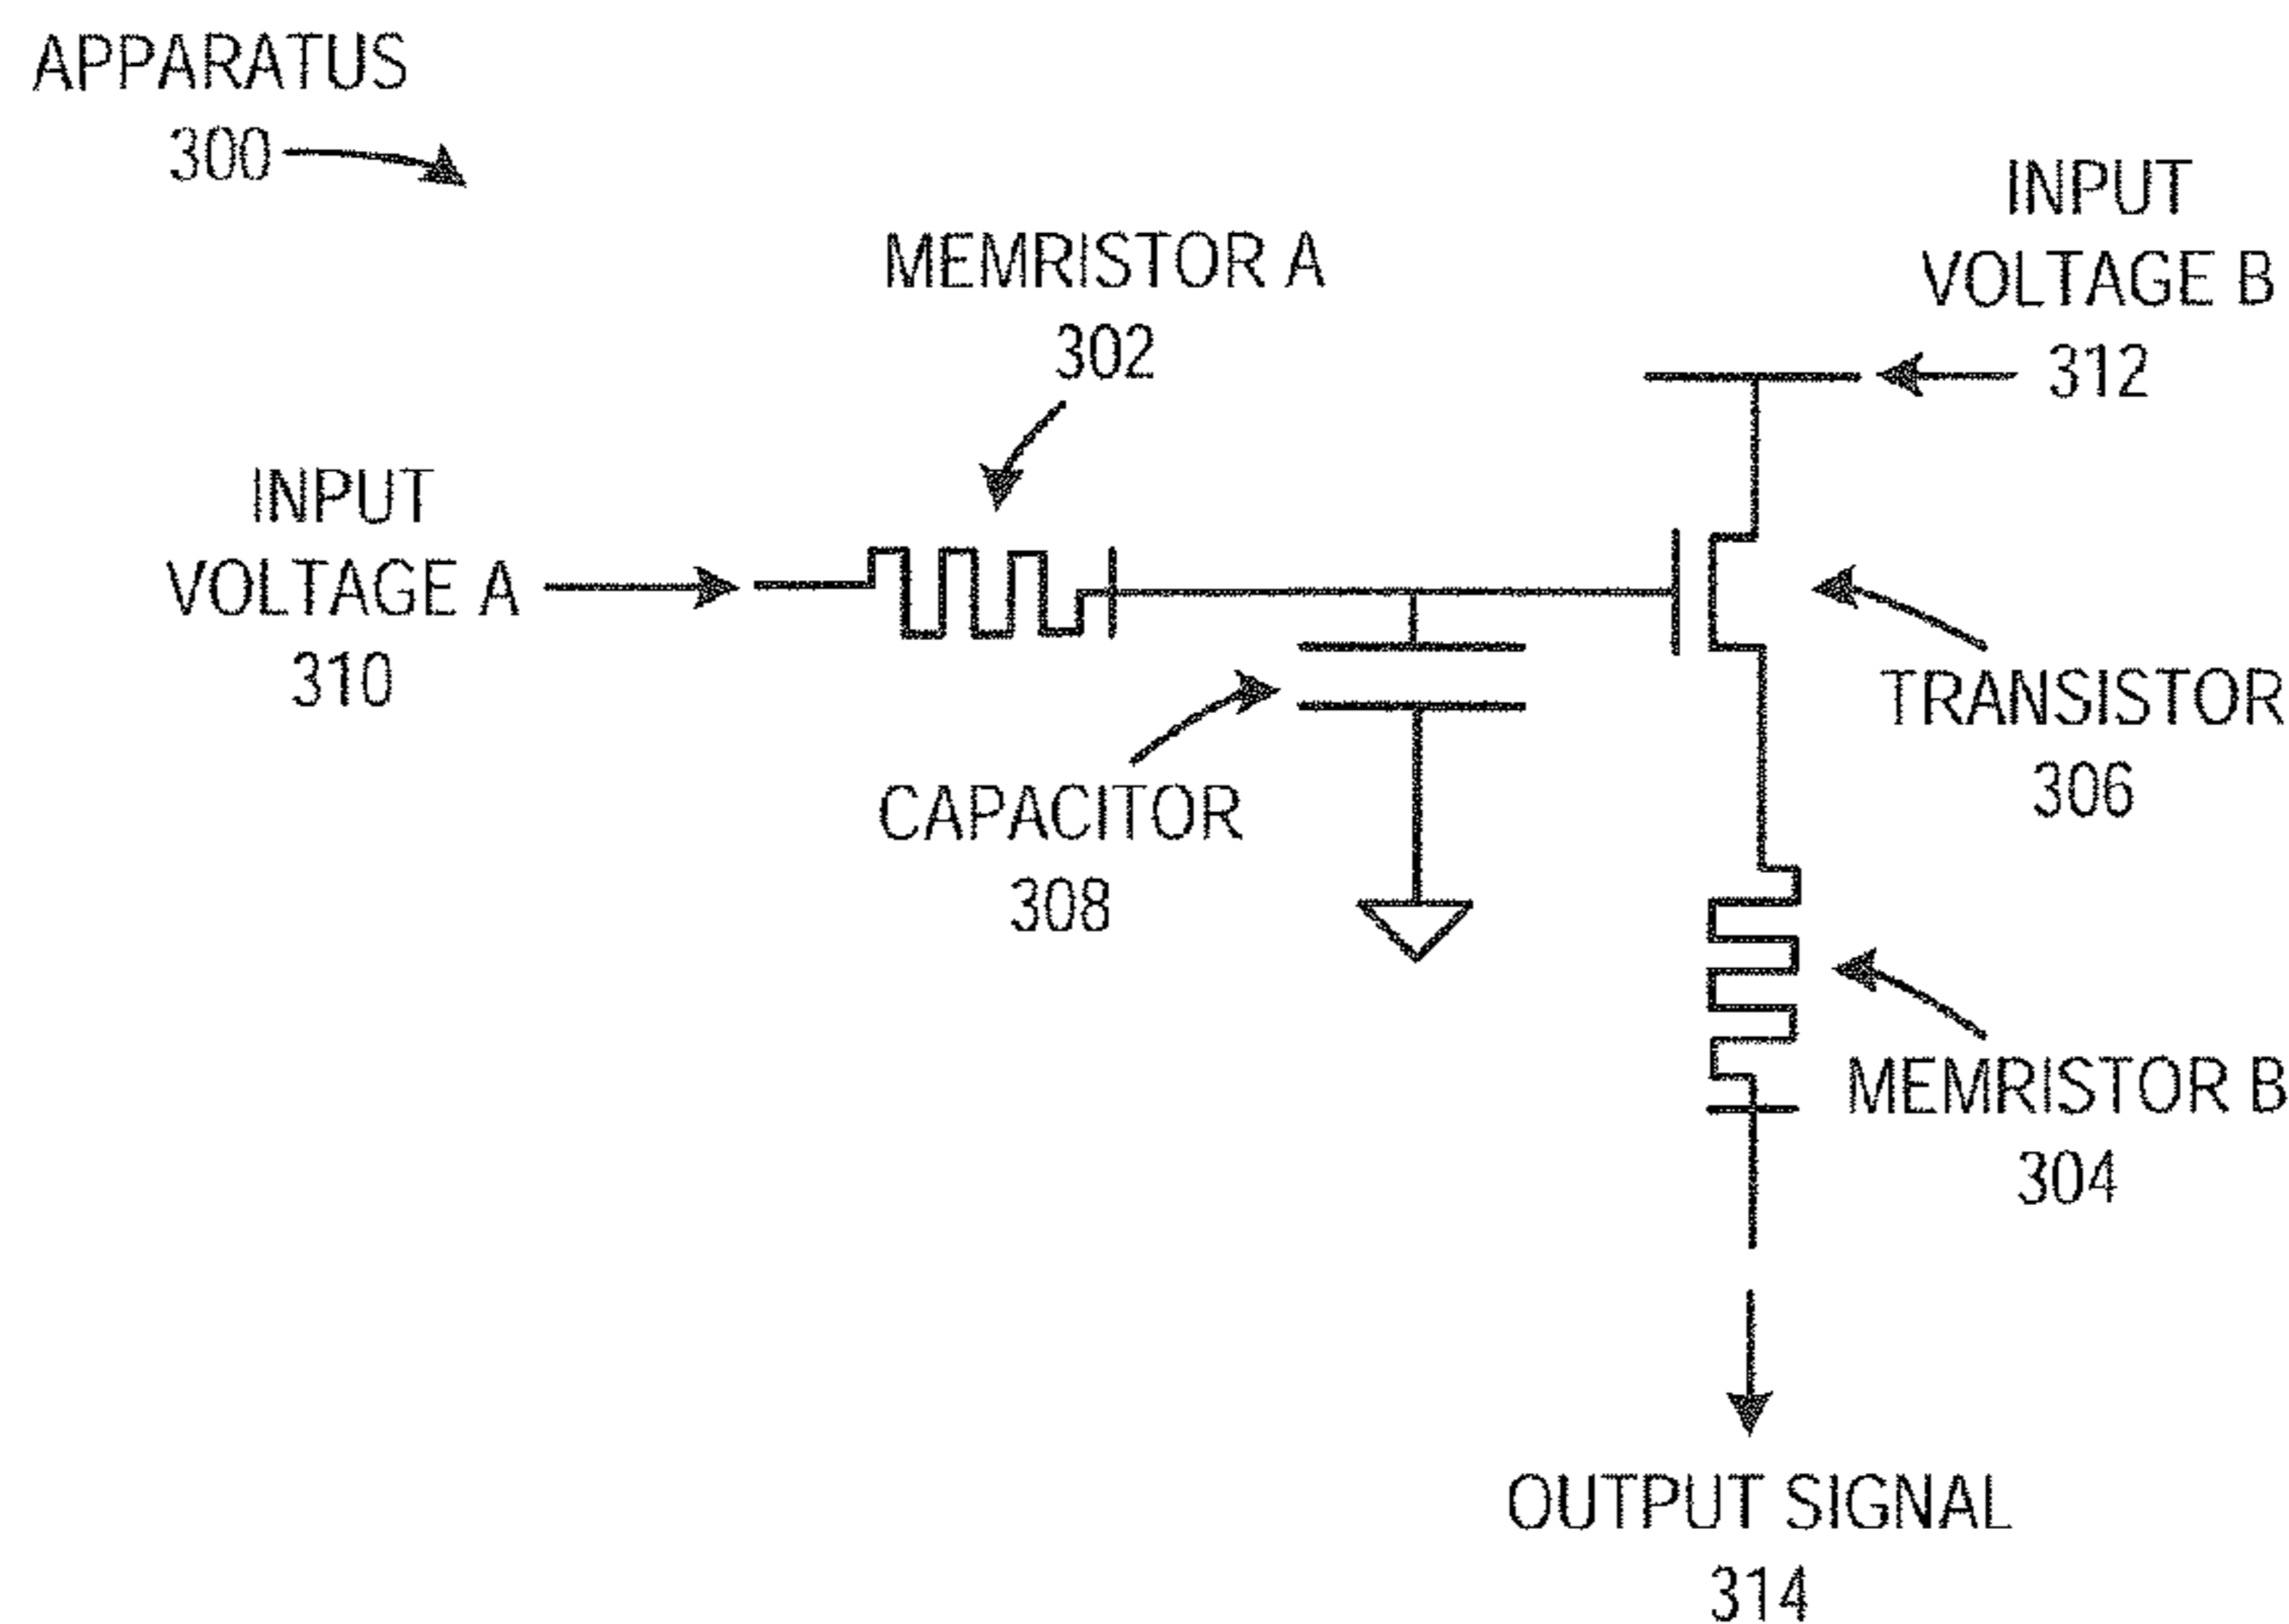 APPARATUS
300
INPUT
VOLTAGE B
312
MEMRISTOR A
302
INPUT
VOLTAGE A
310
TRANSISTOR
306
CAPACITOR
308
MEMRISTOR B
304
OUTPUT SIGNAL
314